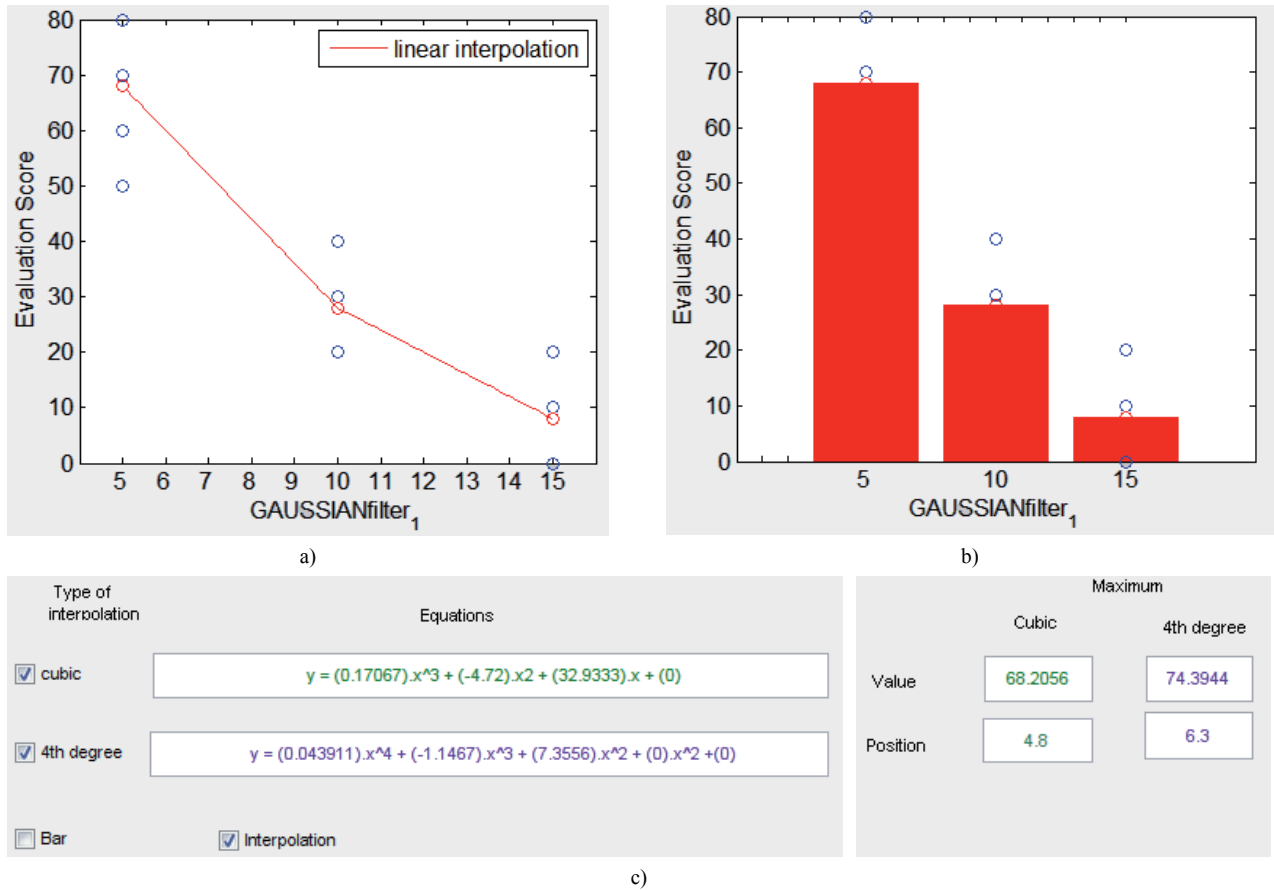 80
70
60
50
40
30
20
10
0
Evaluation Score
linear interpolation
5 6 7 8 9 10 11 12 13 14 15
GAUSSIANfilter_1
a)
80
70
60
50
40
30
20
10
0
Evaluation Score
5 10 15
GAUSSIANfilter_1
b)
Type of
interpolation
Equations
cubic
y = (0.17067).x^3 + (-4.72).x2 + (32.9333).x + (0)
4th degree
y = (0.043911).x^4 + (-1.1467).x^3 + (7.3556).x^2 + (0).x^2 +(0)
Bar
Interpolation
Maximum
Cubic 4th degree
Value 68.2056 74.3944
Position 4.8 6.3
c)